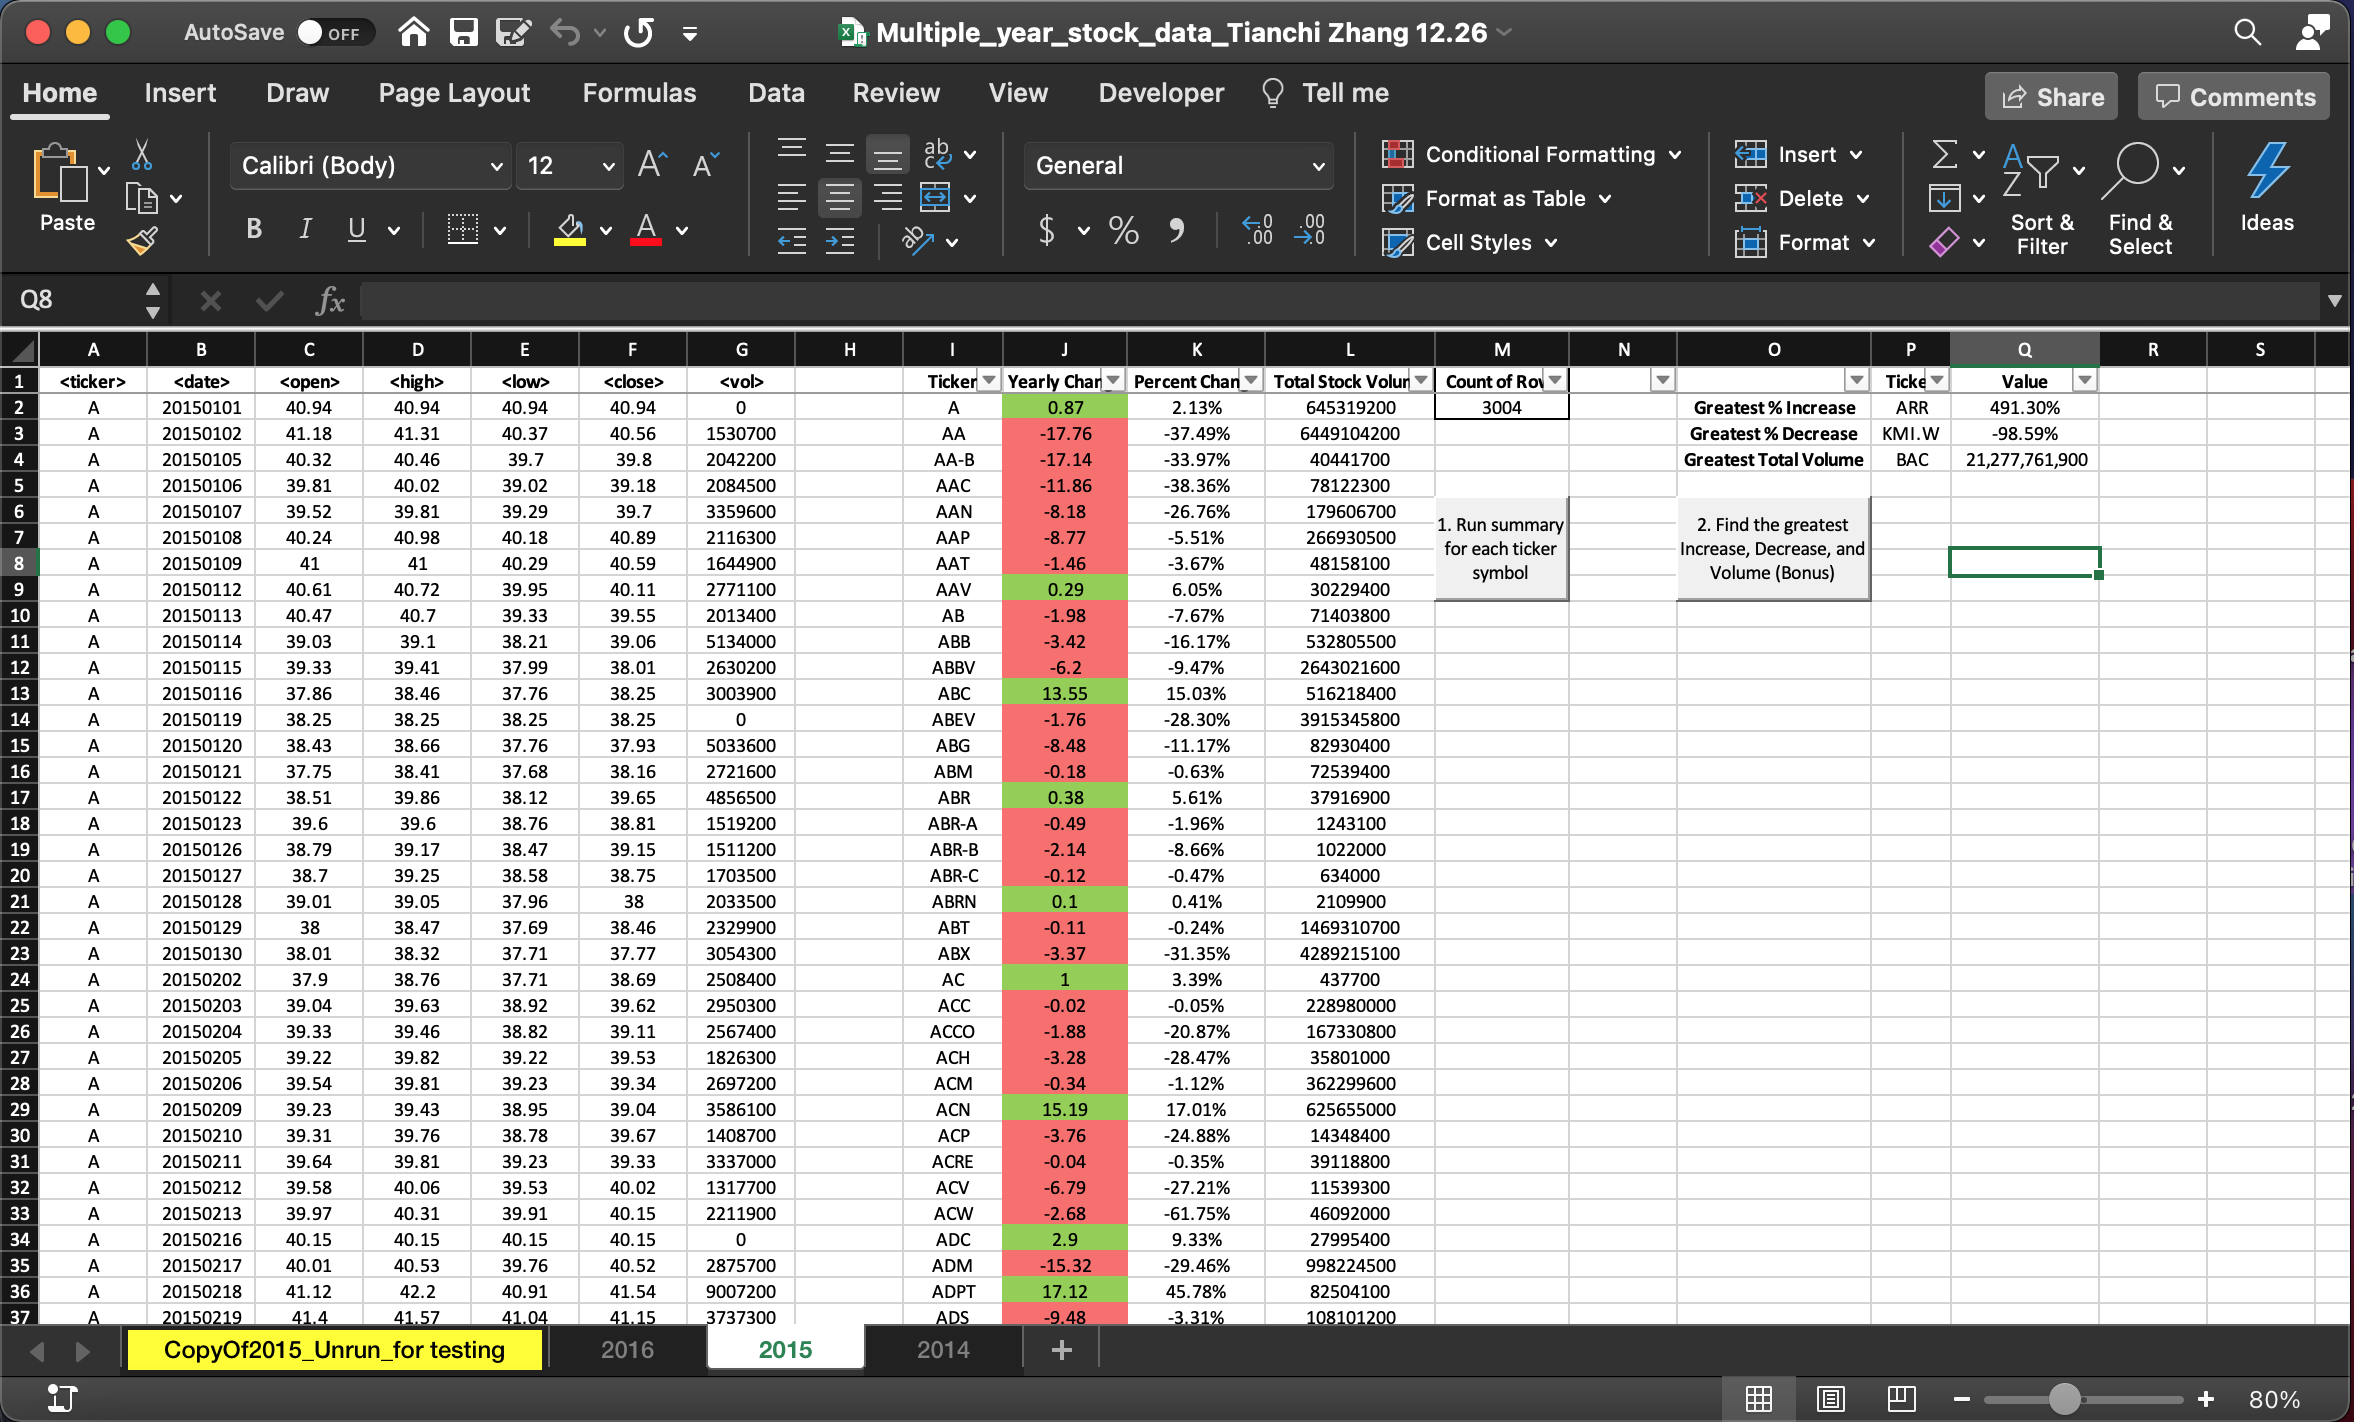 AutoSave OFF Multiple_year_stock_data_Tianchi Zhang 12.26
Home Insert Draw Page Layout Formulas Data Review View Developer Tell me Share Comments
Paste Calibri (Body) 12 General Conditional Formatting Format as Table Cell Styles Insert Delete Format Sort & Filter Find & Select Ideas
Q8 fx
A B C D E F G H I J K L M N O P Q R S
1 <ticker> <date> <open> <high> <low> <close> <vol> Ticker Yearly Chan Percent Chan Total Stock Volun Count of Rov Ticke Value
2 A 20150101 40.94 40.94 40.94 40.94 0 A 0.87 2.13% 645319200 3004 Greatest % Increase ARR 491.30%
3 A 20150102 41.18 41.31 40.37 40.56 1530700 AA -17.76 -37.49% 6449104200 Greatest % Decrease KMI.W -98.59%
4 A 20150105 40.32 40.46 39.7 39.8 2042200 AA-B -17.14 -33.97% 40441700 Greatest Total Volume BAC 21,277,761,900
5 A 20150106 39.81 40.02 39.02 39.18 2084500 AAC -11.86 -38.36% 78122300
6 A 20150107 39.52 39.81 39.29 39.7 3359600 AAN -8.18 -26.76% 179606700
7 A 20150108 40.24 40.98 40.18 40.89 2116300 AAP -8.77 -5.51% 266930500
8 A 20150109 41 41 40.29 40.59 1644900 AAT -1.46 -3.67% 48158100
9 A 20150112 40.61 40.72 39.95 40.11 2771100 AAV 0.29 6.05% 30229400
1. Run summary
for each ticker
symbol
2. Find the greatest
Increase, Decrease, and
Volume (Bonus)
10 A 20150113 40.47 40.7 39.33 39.55 2013400 AB -1.98 -7.67% 71403800
11 A 20150114 39.03 39.1 38.21 39.06 5134000 ABB -3.42 -16.17% 532805500
12 A 20150115 39.33 39.41 37.99 38.01 2630200 ABBV -6.2 -9.47% 2643021600
13 A 20150116 37.86 38.46 37.76 38.25 3003900 ABC 13.55 15.03% 516218400
14 A 20150119 38.25 38.25 38.25 38.25 0 ABEV -1.76 -28.30% 3915345800
15 A 20150120 38.43 38.66 37.76 37.93 5033600 ABG -8.48 -11.17% 82930400
16 A 20150121 37.75 38.41 37.68 38.16 2721600 ABM -0.18 -0.63% 72539400
17 A 20150122 38.51 39.86 38.12 39.65 4856500 ABR 0.38 5.61% 37916900
18 A 20150123 39.6 39.6 38.76 38.81 1519200 ABR-A -0.49 -1.96% 1243100
19 A 20150126 38.79 39.17 38.47 39.15 1511200 ABR-B -2.14 -8.66% 1022000
20 A 20150127 38.7 39.25 38.58 38.75 1703500 ABR-C -0.12 -0.47% 634000
21 A 20150128 39.01 39.05 37.96 38 2033500 ABRN 0.1 0.41% 2109900
22 A 20150129 38 38.47 37.69 38.46 2329900 ABT -0.11 -0.24% 1469310700
23 A 20150130 38.01 38.32 37.71 37.77 3054300 ABX -3.37 -31.35% 4289215100
24 A 20150202 37.9 38.76 37.71 38.69 2508400 AC 1 3.39% 437700
25 A 20150203 39.04 39.63 38.92 39.62 2950300 ACC -0.02 -0.05% 228980000
26 A 20150204 39.33 39.46 38.82 39.11 2567400 ACCO -1.88 -20.87% 167330800
27 A 20150205 39.22 39.82 39.22 39.53 1826300 ACH -3.28 -28.47% 35801000
28 A 20150206 39.54 39.81 39.23 39.34 2697200 ACM -0.34 -1.12% 362299600
29 A 20150209 39.23 39.43 38.95 39.04 3586100 ACN 15.19 17.01% 625655000
30 A 20150210 39.31 39.76 38.78 39.67 1408700 ACP -3.76 -24.88% 14348400
31 A 20150211 39.64 39.81 39.23 39.33 3337000 ACRE -0.04 -0.35% 39118800
32 A 20150212 39.58 40.06 39.53 40.02 1317700 ACV -6.79 -27.21% 11539300
33 A 20150213 39.97 40.31 39.91 40.15 2211900 ACW -2.68 -61.75% 46092000
34 A 20150216 40.15 40.15 40.15 40.15 0 ADC 2.9 9.33% 27995400
35 A 20150217 40.01 40.53 39.76 40.52 2875700 ADM -15.32 -29.46% 998224500
36 A 20150218 41.12 42.2 40.91 41.54 9007200 ADPT 17.12 45.78% 82504100
37 A 20150219 41.4 41.57 41.04 41.15 3737300 ADS -9.48 -3.31% 108101200
CopyOf2015_Unrun_for testing 2016 2015 2014 +
80%